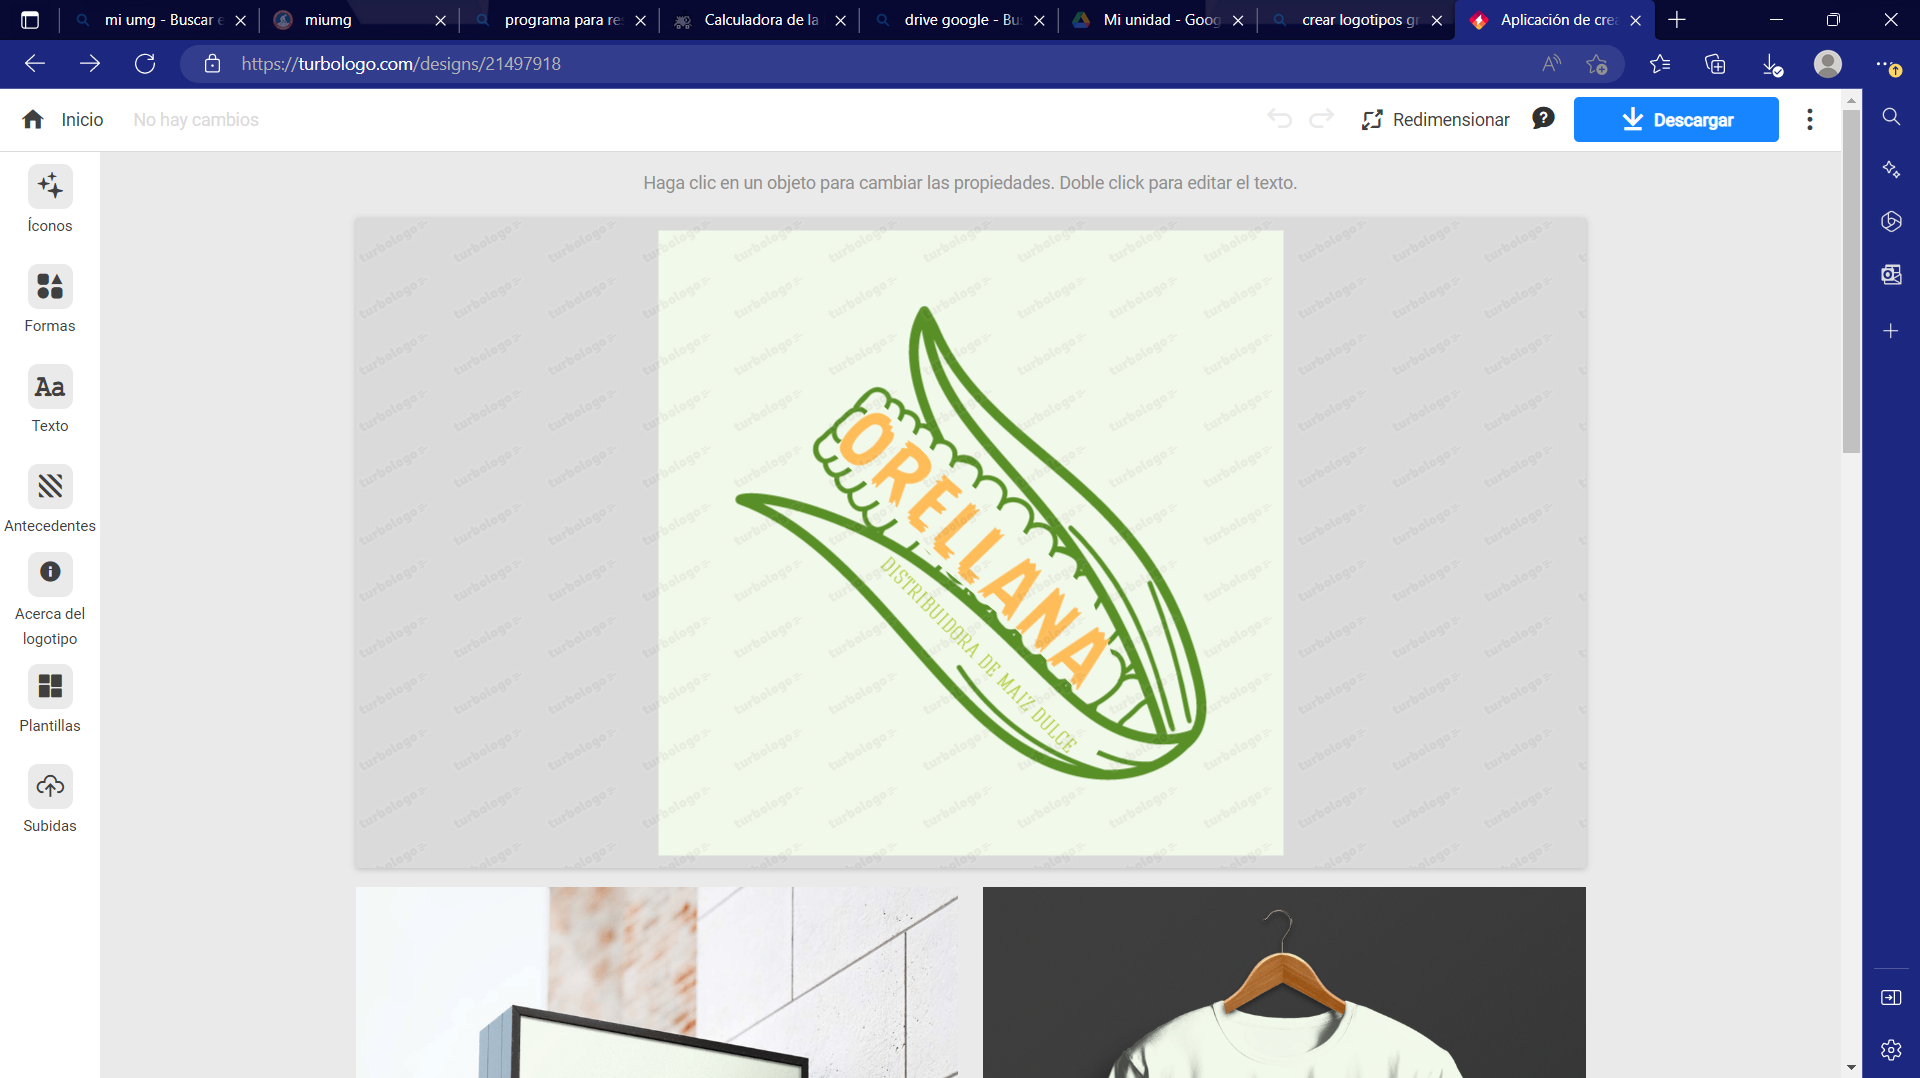 mi umg - Buscar e
miumg
programa para re
Calculadora de la
drive google - Bu
Mi unidad - Goog
crear logotipos gr
Aplicación de crea
https://turbologo.com/designs/21497918
Inicio
No hay cambios
Redimensionar
Descargar
Haga clic en un objeto para cambiar las propiedades. Doble click para editar el texto.
Íconos
Formas
Aa
Texto
Antecedentes
Acerca del
logotipo
Plantillas
Subidas
turbologo
ORELLANA
DISTRIBUIDORA DE MAIZ DULCE